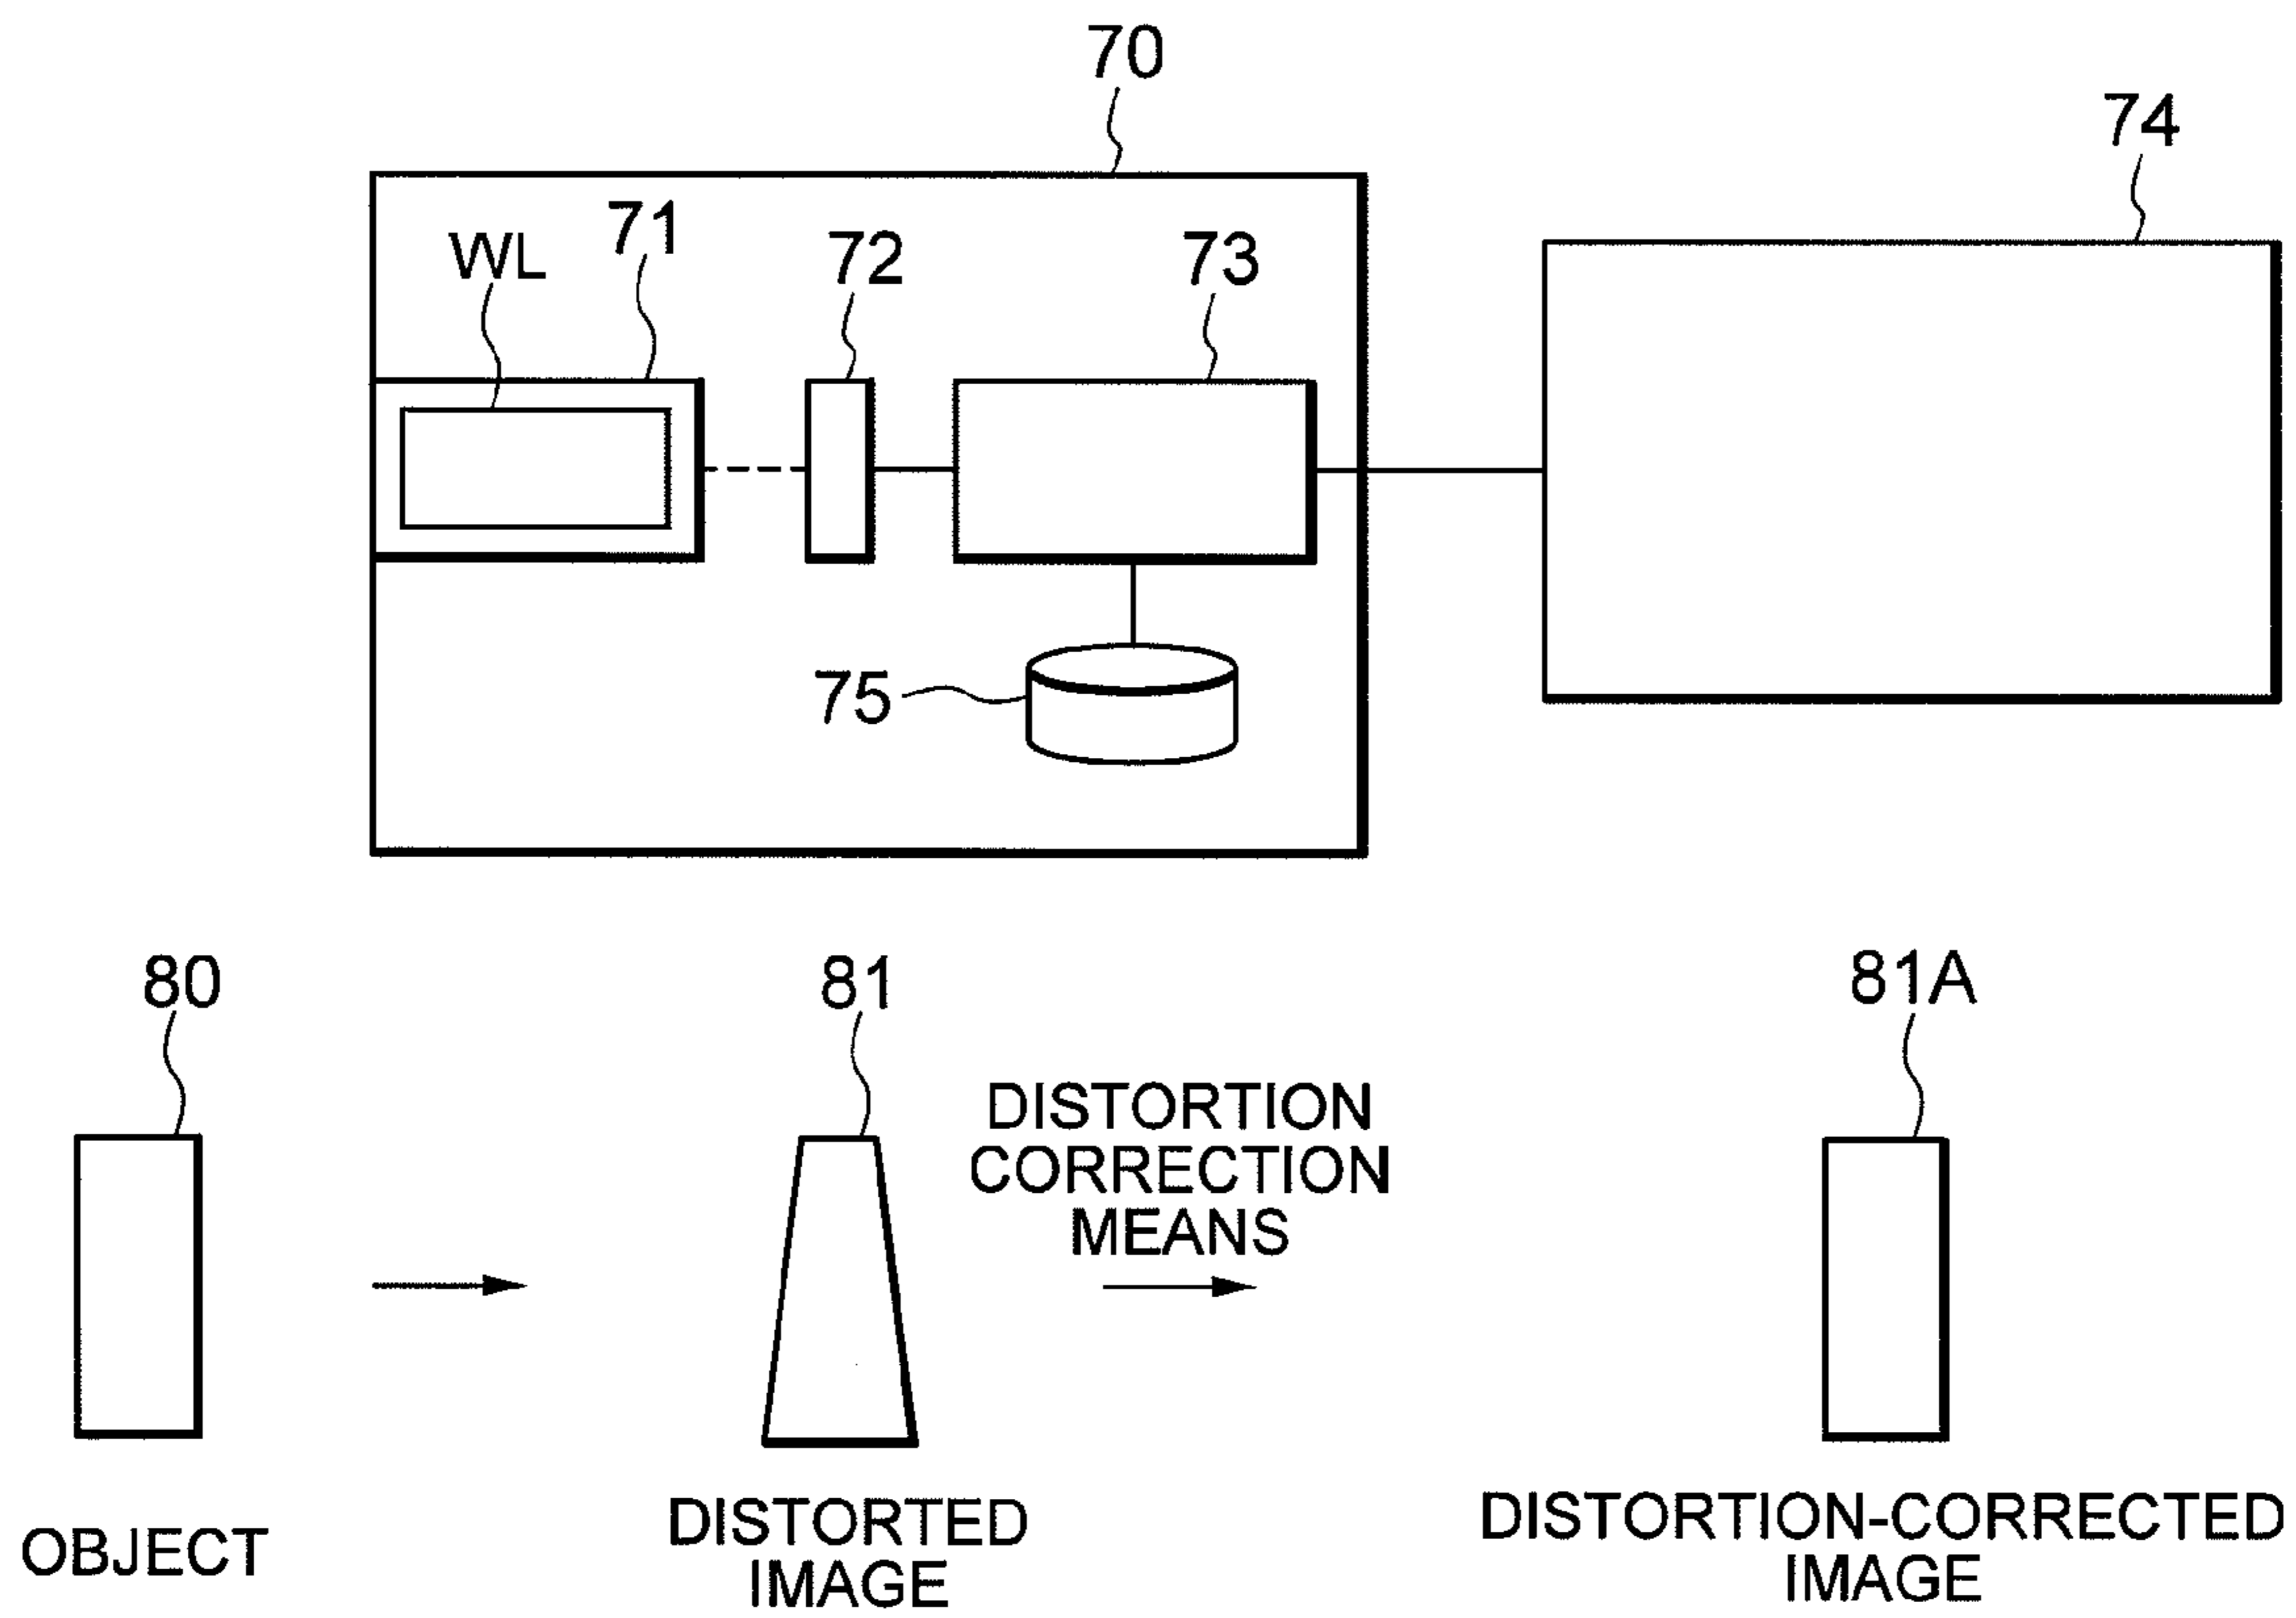 70
74
71
WL
72
73
75
80
81
81A
DISTORTION
CORRECTION
MEANS
OBJECT
DISTORTED
IMAGE
DISTORTION-CORRECTED
IMAGE